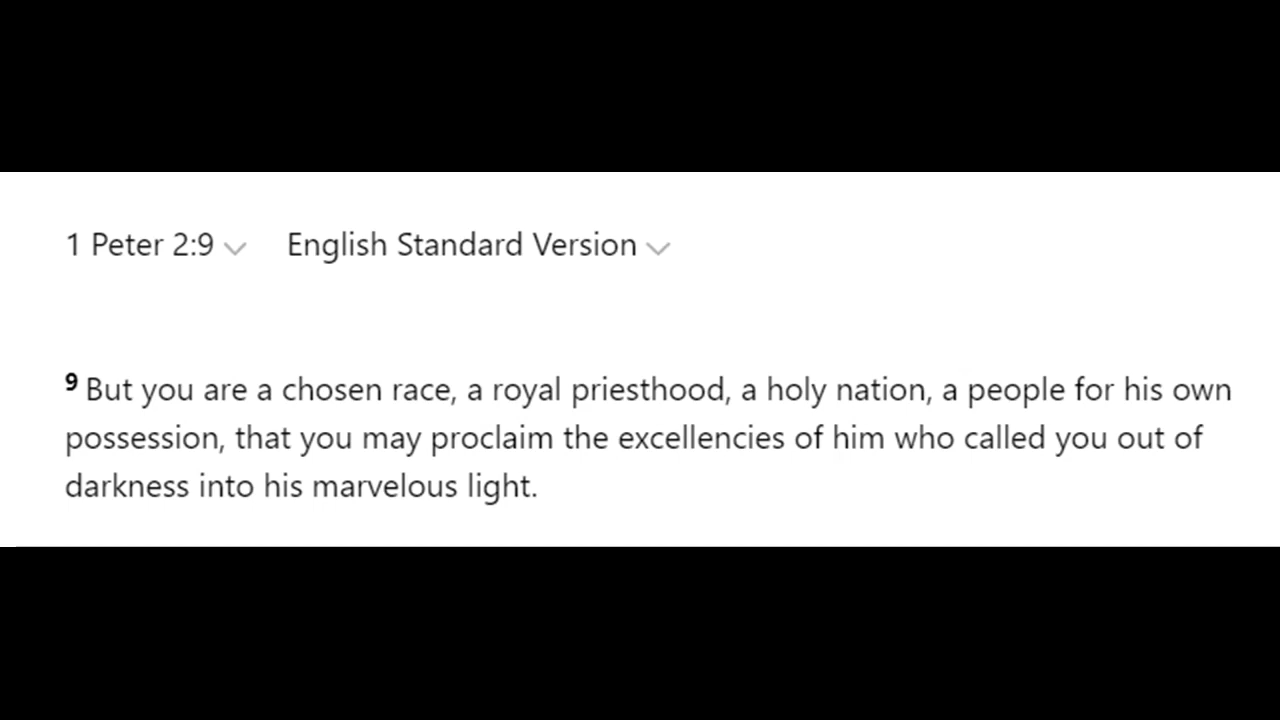 1 Peter 2:9 English Standard Version
9 But you are a chosen race, a royal priesthood, a holy nation, a people for his own
possession, that you may proclaim the excellencies of him who called you out of
darkness into his marvelous light.